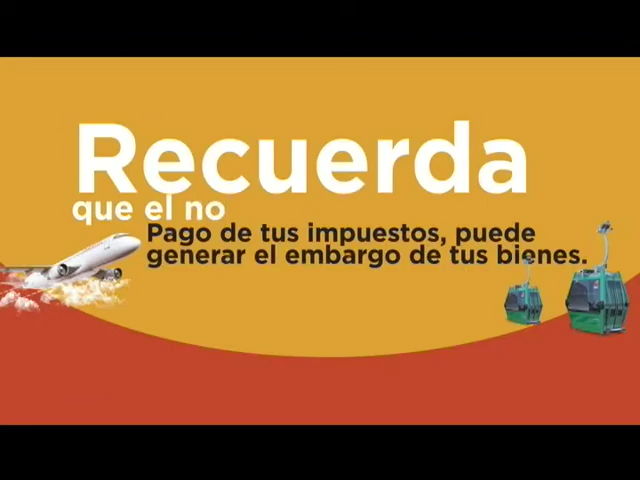 Recuerda
que el no
Pago de tus impuestos, puede
generar el embargo de tus bienes.